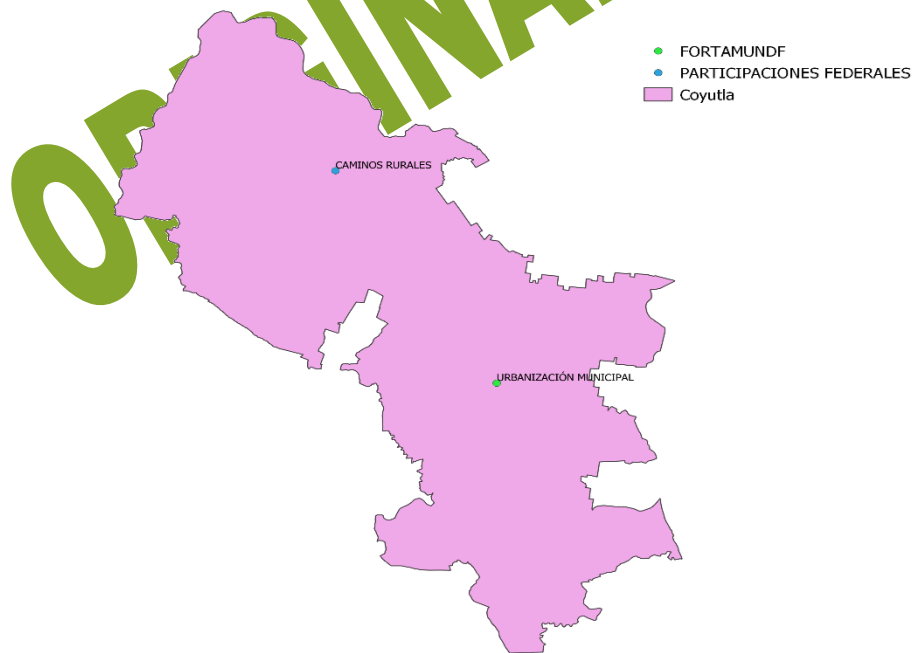 FORTAMUNDF
PARTICIPACIONES FEDERALES
Coyutla
CAMINOS RURALES
URBANIZACIÓN MUNICIPAL